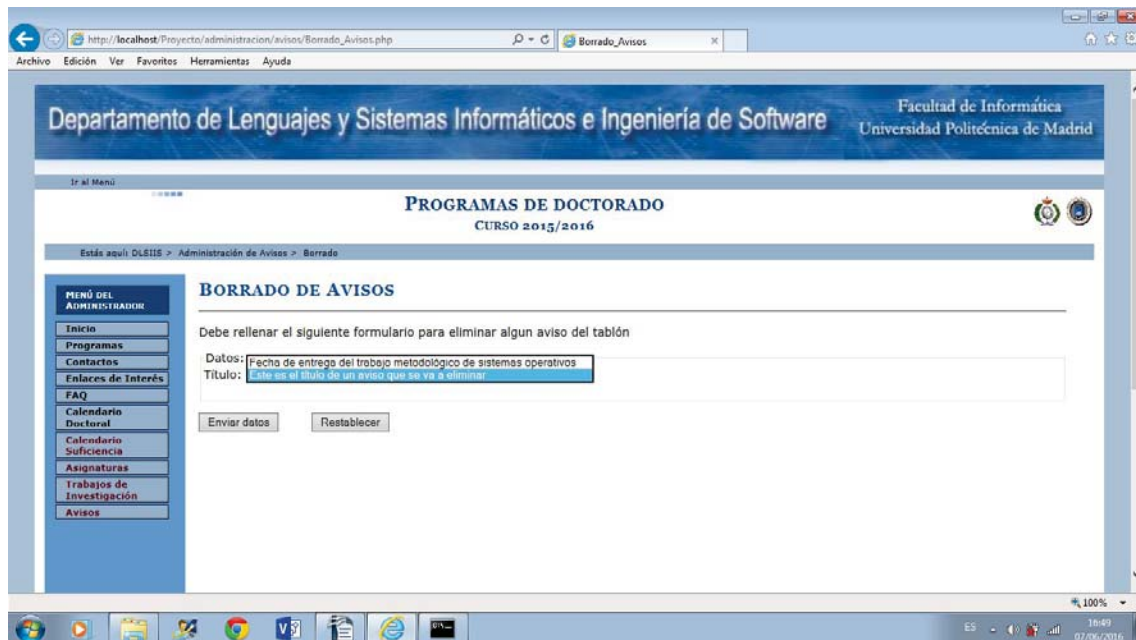 http://localhost/Proyecto/administracion/avisos/Borrado_Avisos.php
Borrado_Avisos
Archivo Edición Ver Favoritos Herramientas Ayuda
Departamento de Lenguajes y Sistemas Informáticos e Ingeniería de Software
Facultad de Informática
Universidad Politécnica de Madrid
Ir al Menú
PROGRAMAS DE DOCTORADO
CURSO 2015/2016
Estás aquí: DLSIIS > Administración de Avisos > Borrado
MENÚ DEL
ADMINISTRADOR
Inicio
Programas
Contactos
Enlaces de Interés
FAQ
Calendario
Doctoral
Calendario
Suficiencia
Asignaturas
Trabajos de
Investigación
Avisos
BORRADO DE AVISOS
Debe rellenar el siguiente formulario para eliminar algun aviso del tablón
Datos:
Fecha de entrega del trabajo metodológico de sistemas operativos
Título: Este es el título de un aviso que se va a eliminar
Enviar datos Restablecer
100%
ES
16:49
07/06/2016